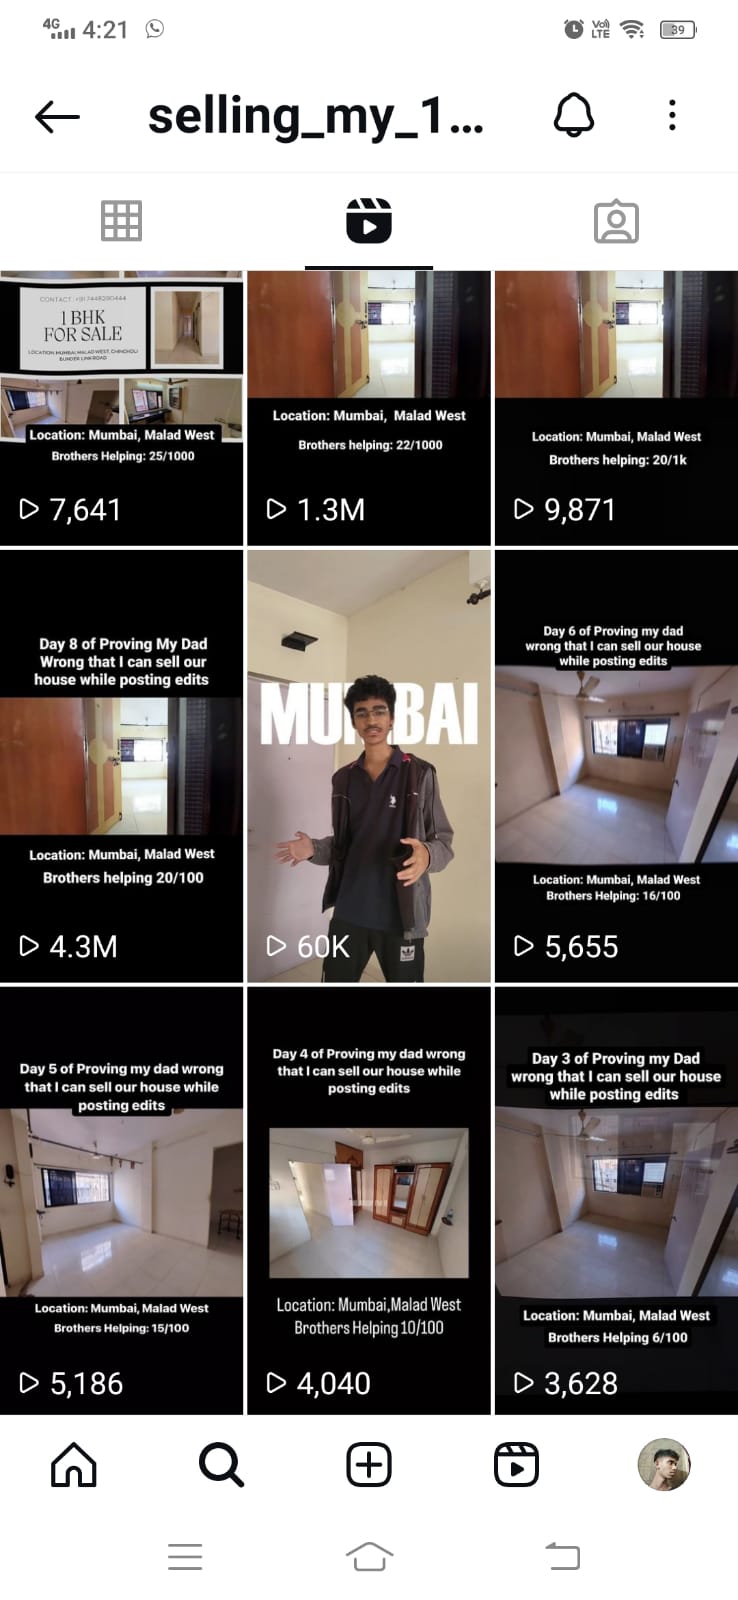 4G 4:21 Vo) LTE 39
selling_my_1...
CONTACT: +91 7448290444
1 BHK
FOR SALE
LOCATION MUMBAI, MALAD WEST, CHINCHOLI
BUNDER LINK ROAD
Location: Mumbai, Malad West
Brothers Helping: 25/1000
7,641
Location: Mumbai, Malad West
Brothers helping: 22/1000
1.3M
Location: Mumbai, Malad West
Brothers helping: 20/1k
9,871
Day 8 of Proving My Dad
Wrong that I can sell our
house while posting edits
Location: Mumbai, Malad West
Brothers helping 20/100
4.3M
MUMBAI
60K
Day 6 of Proving my dad
wrong that I can sell our house
while posting edits
Location: Mumbai, Malad West
Brothers Helping: 16/100
5,655
Day 5 of Proving my dad wrong
that I can sell our house while
posting edits
Location: Mumbai, Malad West
Brothers Helping: 15/100
5,186
Day 4 of Proving my dad wrong
that I can sell our house while
posting edits
Location: Mumbai,Malad West
Brothers Helping 10/100
4,040
Day 3 of Proving my Dad
wrong that I can sell our house
while posting edits
Location: Mumbai, Malad West
Brothers Helping 6/100
3,628